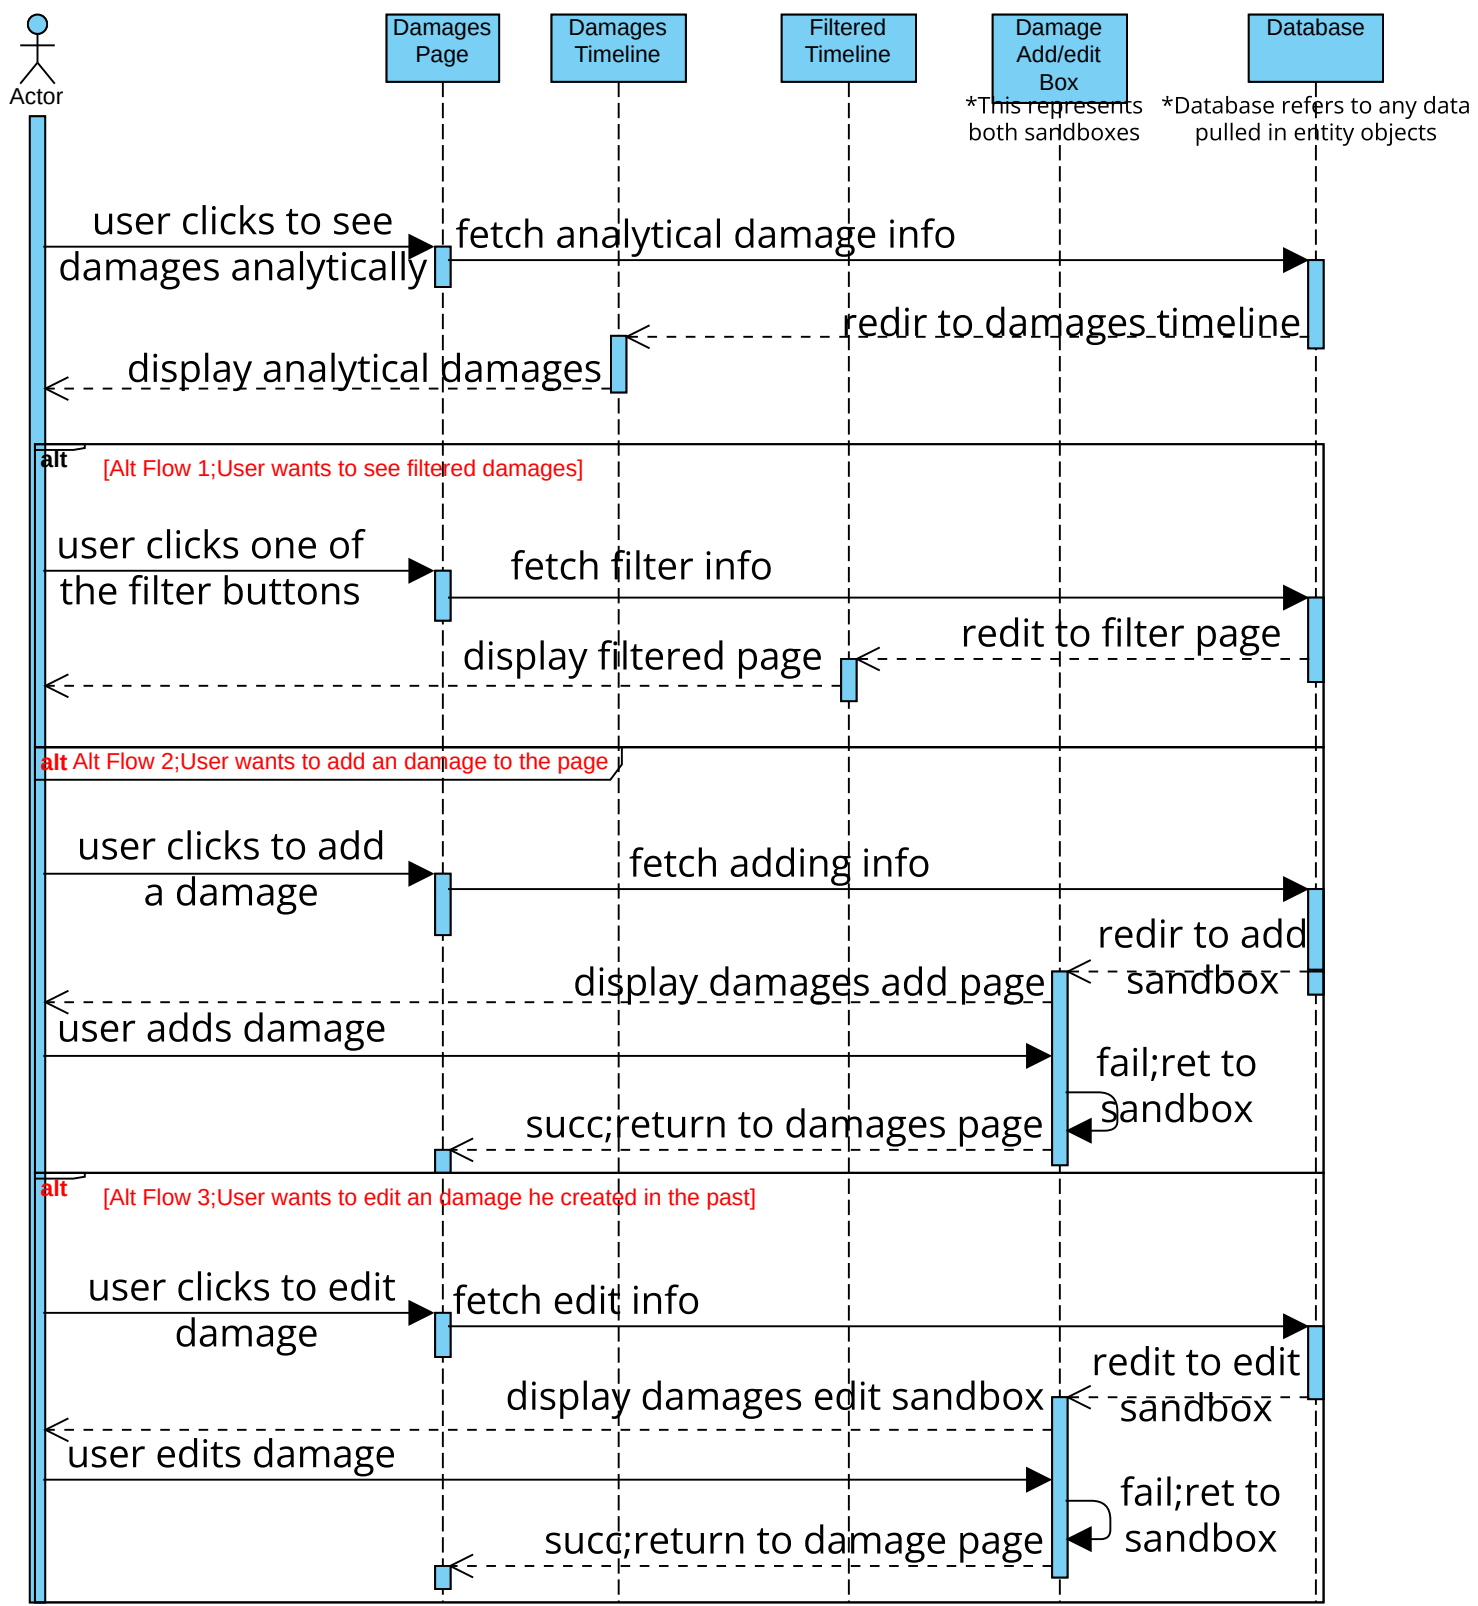 Actor
Damages
Page
Damages
Timeline
Filtered
Timeline
Damage
Add/edit
Box
Database
*This represents
both sandboxes
*Database refers to any data
pulled in entity objects
user clicks to see
damages analytically
fetch analytical damage info
redir to damages timeline
display analytical damages
alt
[Alt Flow 1;User wants to see filtered damages]
user clicks one of
the filter buttons
fetch filter info
redit to filter page
display filtered page
alt Alt Flow 2;User wants to add an damage to the page
user clicks to add
a damage
fetch adding info
redir to add
sandbox
display damages add page
user adds damage
fail;ret to
sandbox
succ;return to damages page
alt
[Alt Flow 3;User wants to edit an damage he created in the past]
user clicks to edit
damage
fetch edit info
redit to edit
sandbox
display damages edit sandbox
user edits damage
fail;ret to
sandbox
succ;return to damage page